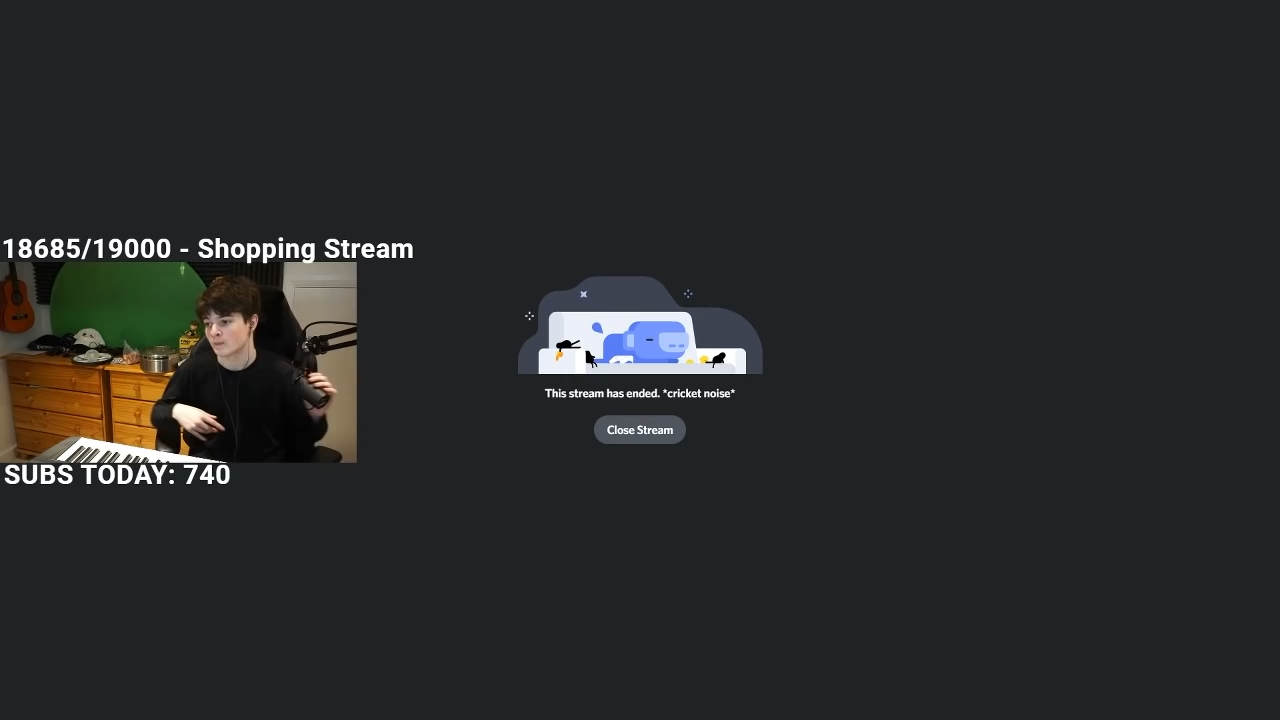 18685/19000 - Shopping Stream
This stream has ended. *cricket noise*
Close Stream
SUBS TODAY: 740